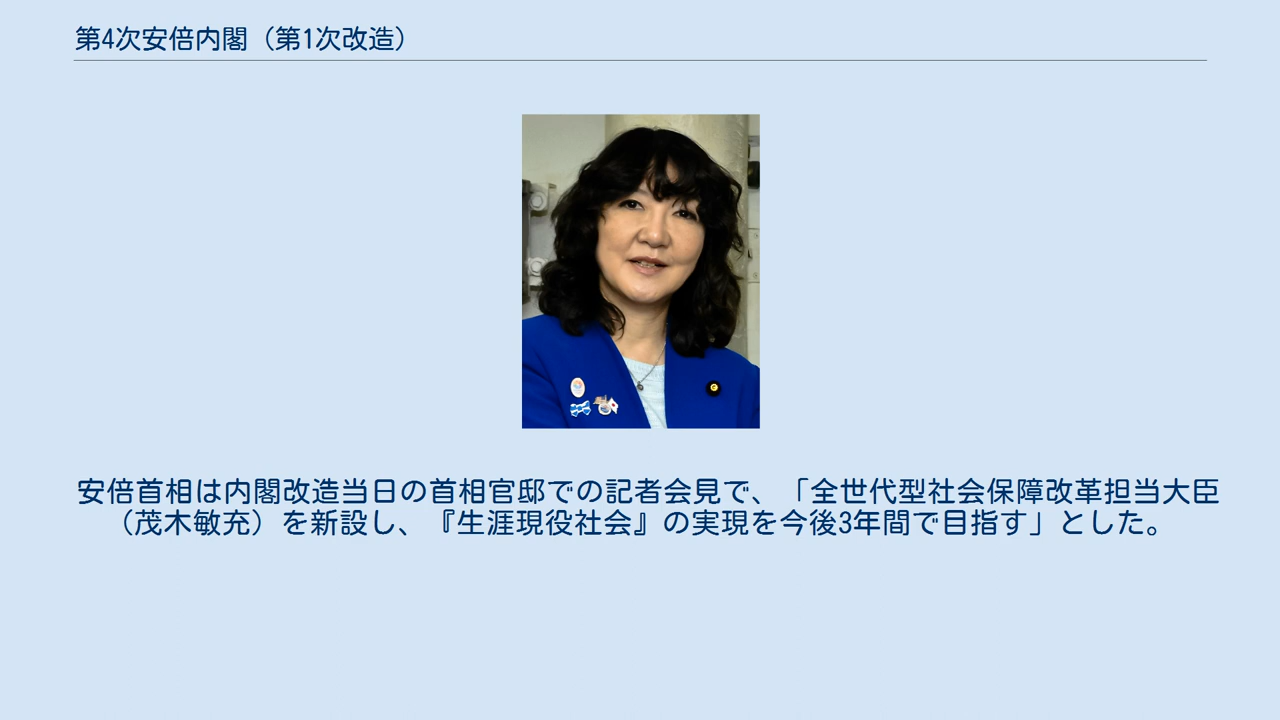 第4次安倍内閣（第1次改造）
安倍首相は内閣改造当日の首相官邸での記者会見で、「全世代型社会保障改革担当大臣
（茂木敏充）を新設し、『生涯現役社会』の実現を今後3年間で目指す」とした。